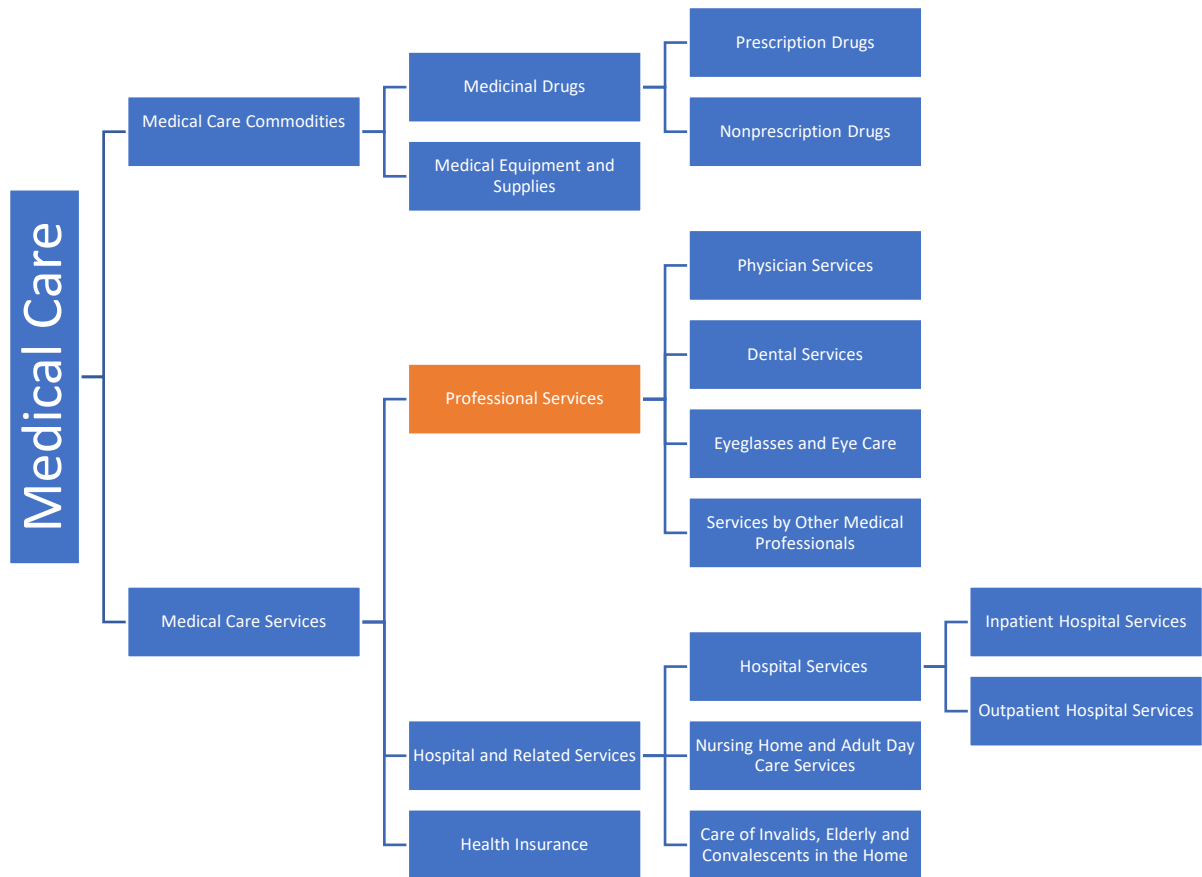 Medical Care
Medical Care Commodities
Medicinal Drugs
Prescription Drugs
Nonprescription Drugs
Medical Equipment and
Supplies
Medical Care Services
Professional Services
Physician Services
Dental Services
Eyeglasses and Eye Care
Services by Other Medical
Professionals
Hospital and Related Services
Hospital Services
Inpatient Hospital Services
Outpatient Hospital Services
Nursing Home and Adult Day
Care Services
Care of Invalids, Elderly and
Convalescents in the Home
Health Insurance